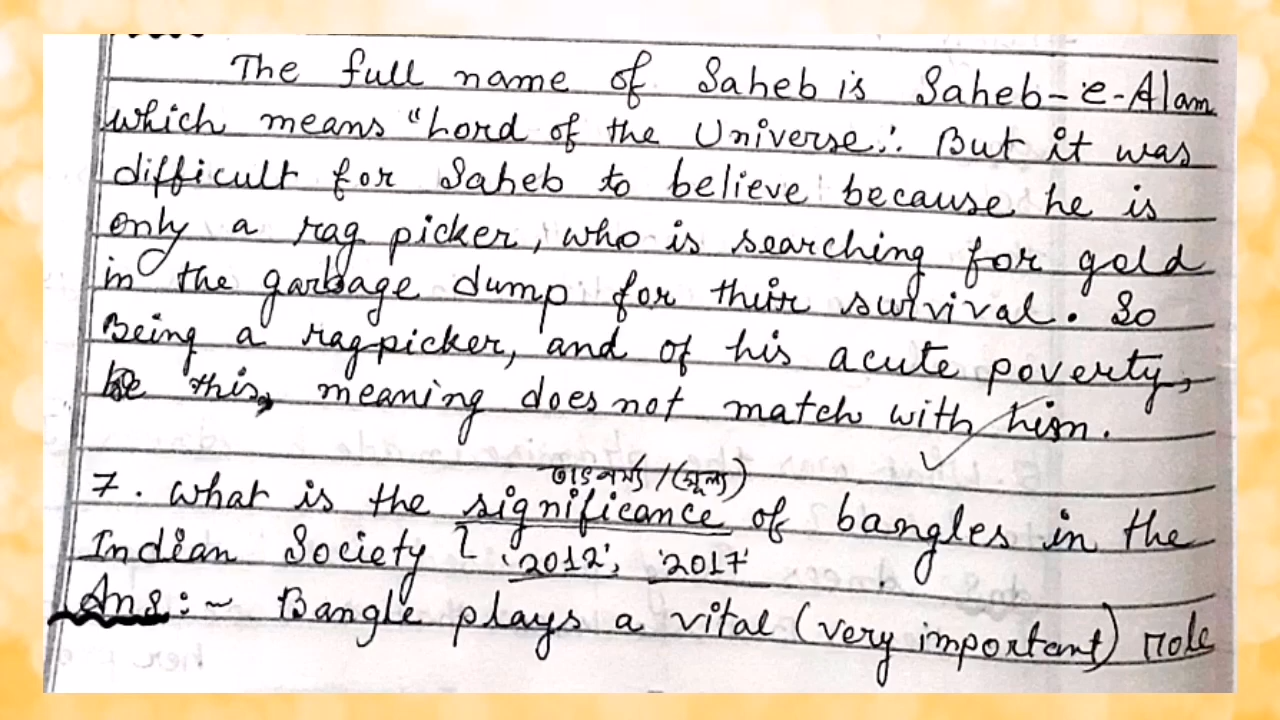 The full name of Saheb is Saheb-e-Alam
which means "Lord of the Universe". But it was
difficult for Saheb to believe because he is
only a rag picker, who is searching for gold
in the garbage dump for their survival. So
Being a ragpicker, and of his acute poverty,
this, meaning does not match with him.
তাৎপর্য / (মূল্য)
7. What is the significance of bangles in the
Indian Society? '2012', '2017'
Ans:- Bangle plays a vital (very important) role